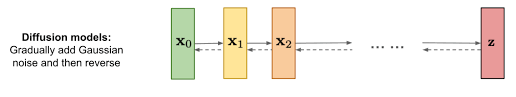 Diffusion models:
Gradually add Gaussian
noise and then reverse
x₀
x₁
x₂
... ...
z